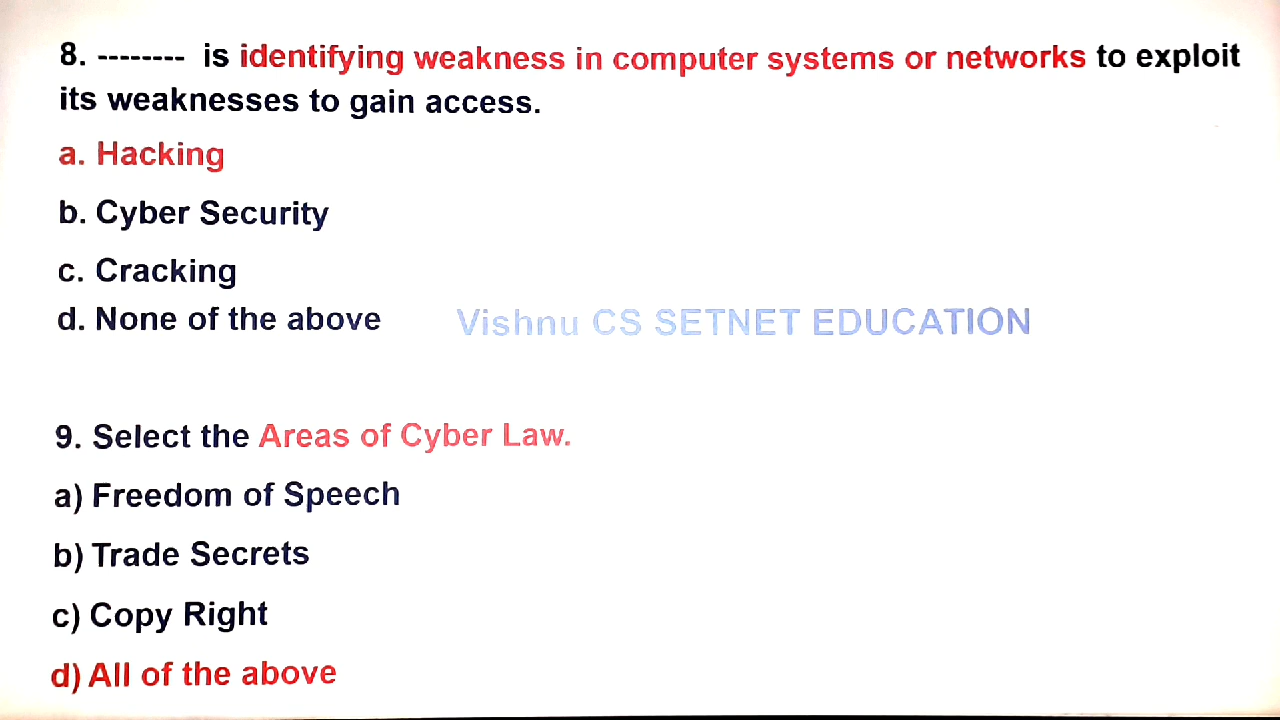 8. -------- is identifying weakness in computer systems or networks to exploit
its weaknesses to gain access.
a. Hacking
b. Cyber Security
c. Cracking
d. None of the above
Vishnu CS SETNET EDUCATION
9. Select the Areas of Cyber Law.
a) Freedom of Speech
b) Trade Secrets
c) Copy Right
d) All of the above